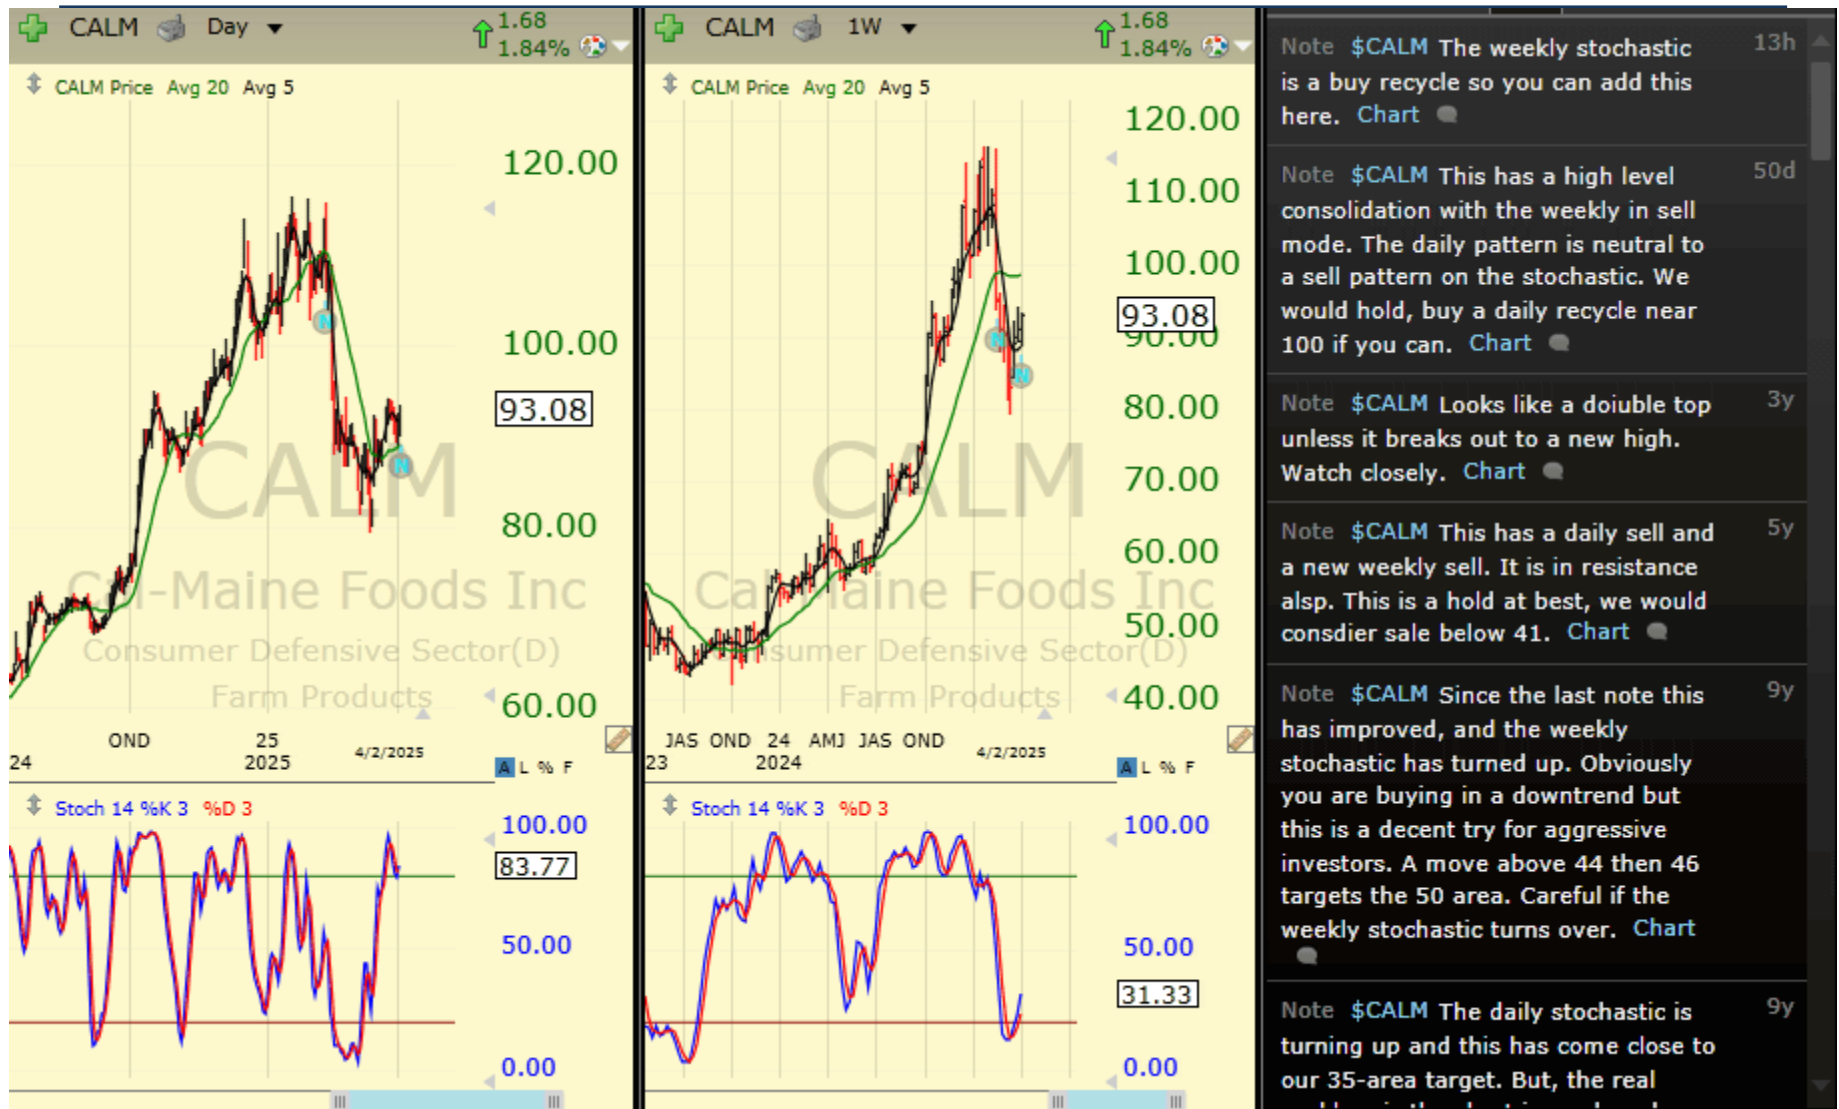 CALM Day
1.68
1.84%
CALM Price Avg 20 Avg 5
120.00
100.00
93.08
80.00
60.00
CALM
Cal-Maine Foods Inc
Consumer Defensive Sector(D)
Farm Products
OND 25
24 2025 4/2/2025
A L % F
Stoch 14 %K 3 %D 3
100.00
83.77
50.00
0.00
CALM 1W
1.68
1.84%
CALM Price Avg 20 Avg 5
120.00
110.00
100.00
93.08
90.00
80.00
70.00
60.00
50.00
40.00
CALM
Cal-Maine Foods Inc
Consumer Defensive Sector(D)
Farm Products
JAS OND 24 AMJ JAS OND
23 2024 4/2/2025
A L % F
Stoch 14 %K 3 %D 3
100.00
50.00
31.33
0.00
N
N
N
N
Note $CALM The weekly stochastic 13h
is a buy recycle so you can add this
here. Chart
Note $CALM This has a high level 50d
consolidation with the weekly in sell
mode. The daily pattern is neutral to
a sell pattern on the stochastic. We
would hold, buy a daily recycle near
100 if you can. Chart
Note $CALM Looks like a doiuble top 3y
unless it breaks out to a new high.
Watch closely. Chart
Note $CALM This has a daily sell and 5y
a new weekly sell. It is in resistance
alsp. This is a hold at best, we would
consdier sale below 41. Chart
Note $CALM Since the last note this 9y
has improved, and the weekly
stochastic has turned up. Obviously
you are buying in a downtrend but
this is a decent try for aggressive
investors. A move above 44 then 46
targets the 50 area. Careful if the
weekly stochastic turns over. Chart
Note $CALM The daily stochastic is 9y
turning up and this has come close to
our 35-area target. But, the real